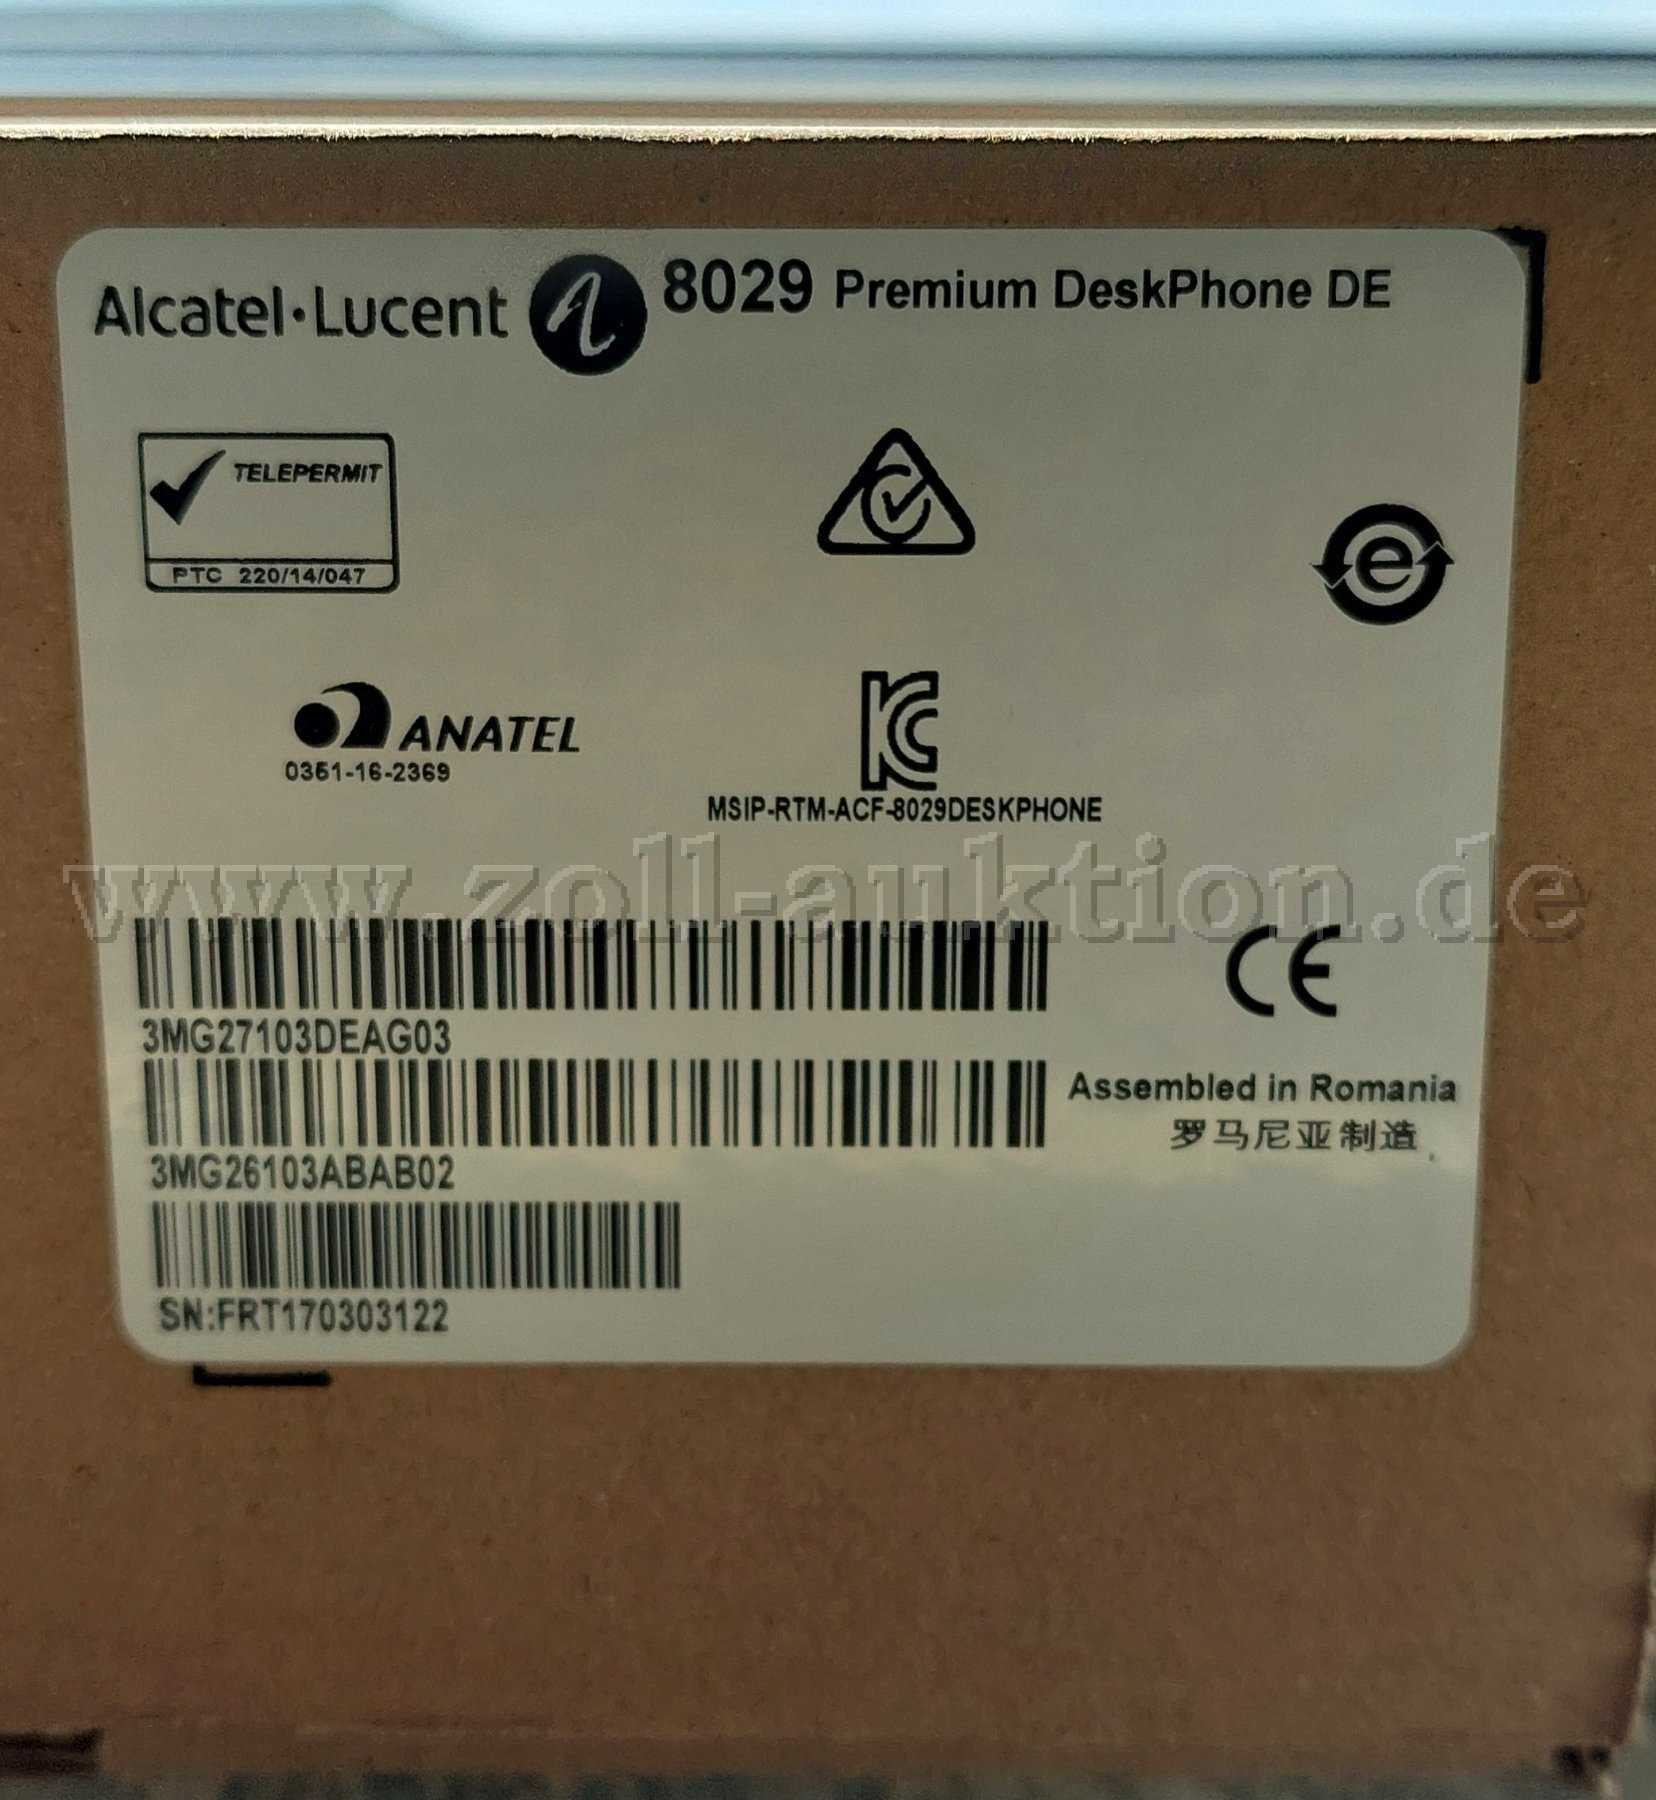 Alcatel·Lucent 8029 Premium DeskPhone DE
TELEPERMIT
PTC 220/14/047
ANATEL
0351-16-2369
MSIP-RTM-ACF-8029DESKPHONE
www.zoll-auktion.de
CE
3MG27103DEAG03
Assembled in Romania
罗马尼亚制造
3MG26103ABAB02
SN:FRT170303122